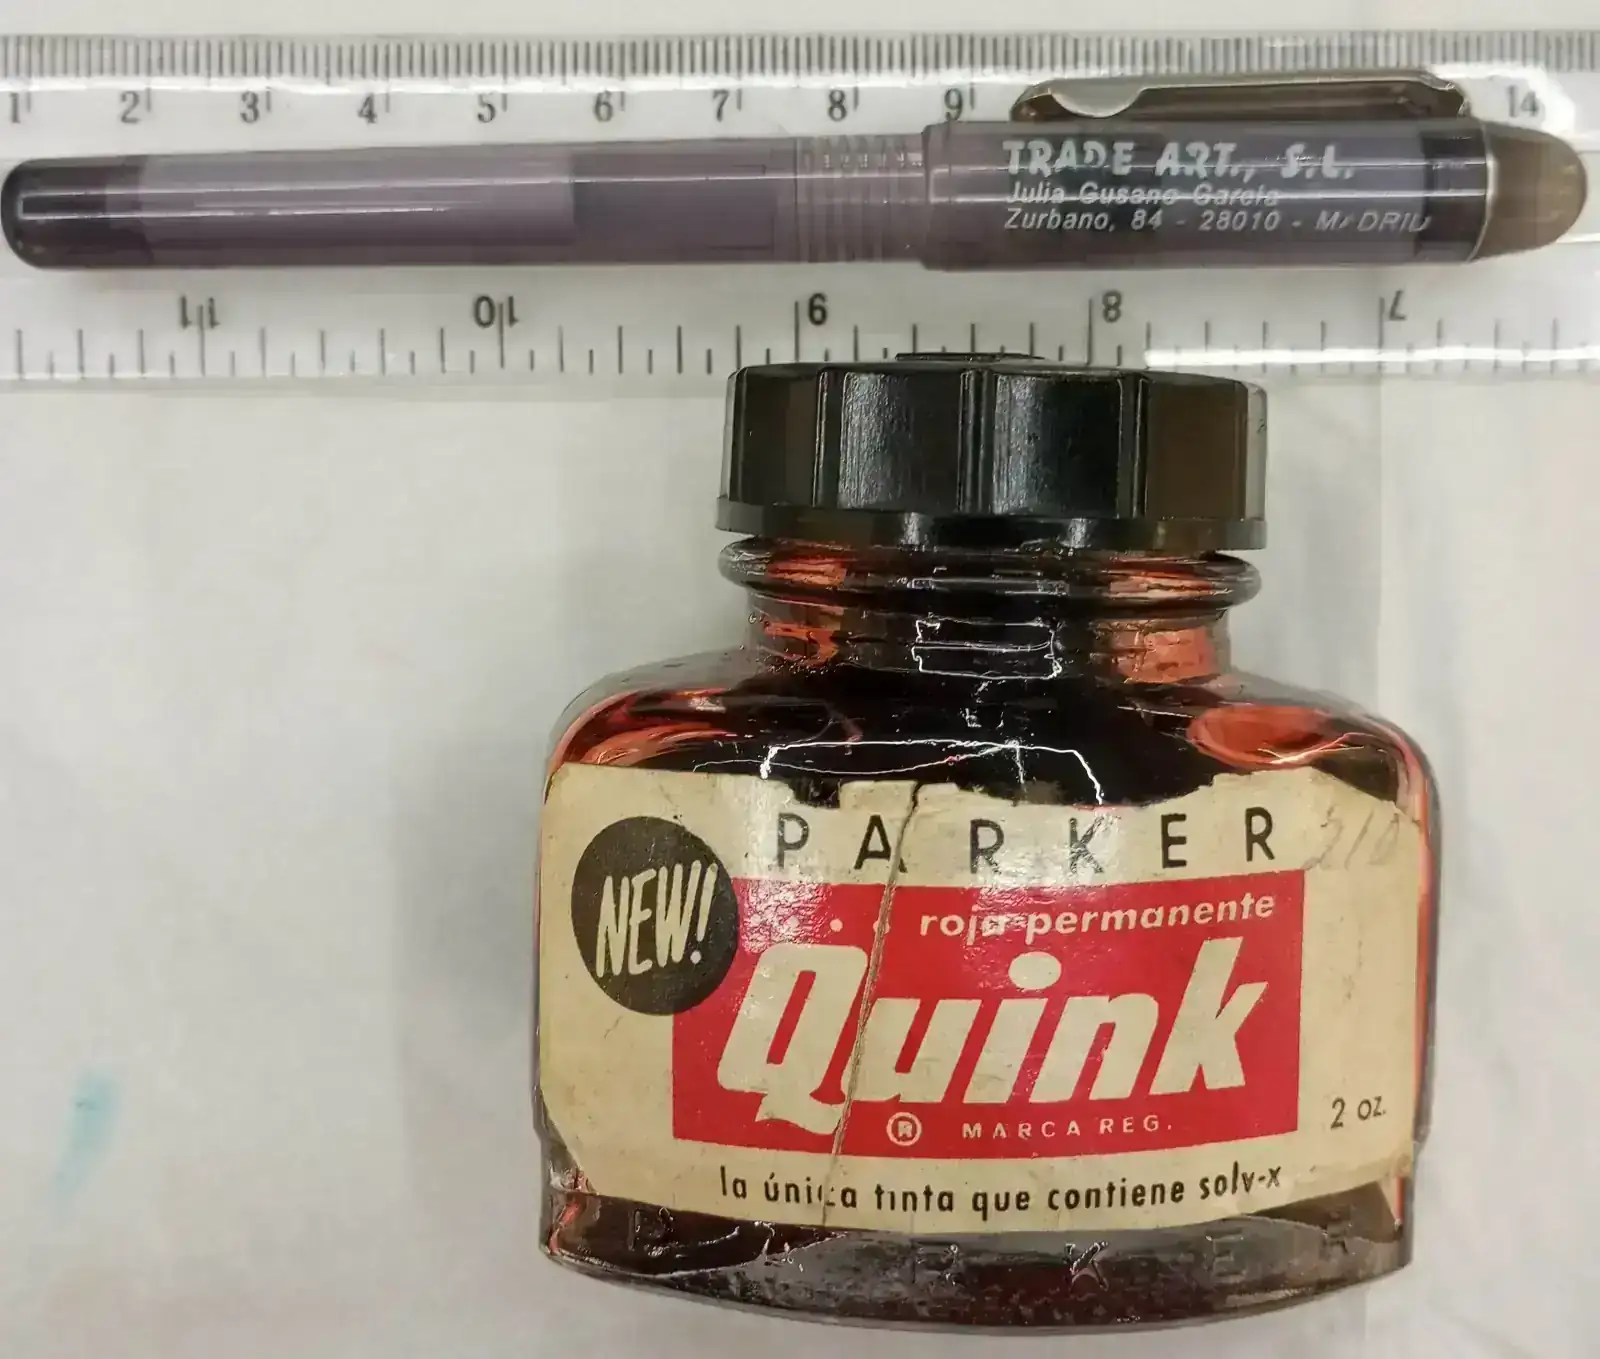 1 2 3 4 5 6 7 8 9 14
TRADE ART., S.L.
Julia Gusano García
Zurbano, 84 - 28010 - MADRID
11 10 9 8 7
NEW!
PARKER
210
roja permanente
Quink
® MARCA REG.
2 oz.
la única tinta que contiene solv-x
PARKER